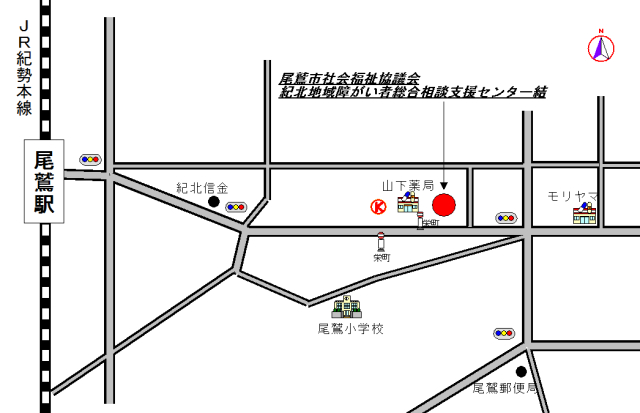 JR紀勢本線
N
尾鷲市社会福祉協議会
紀北地域障がい者総合相談支援センター結
尾鷲駅
紀北信金
山下薬局
モリヤマ
K
栄町
栄町
尾鷲小学校
尾鷲郵便局